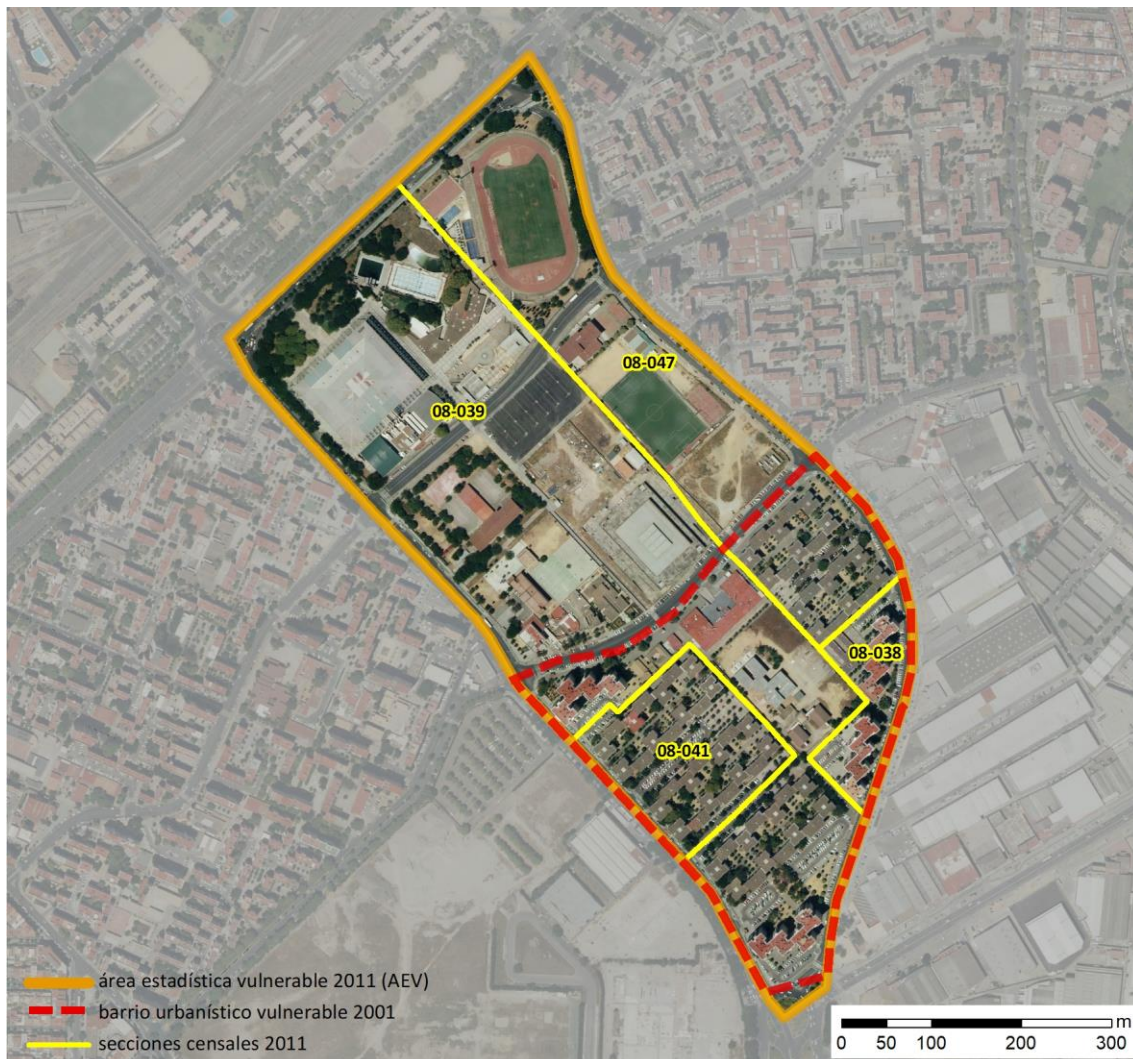 08-047
08-039
08-038
08-041
área estadística vulnerable 2011 (AEV)
barrio urbanístico vulnerable 2001
secciones censales 2011
m
0 50 100 200 300